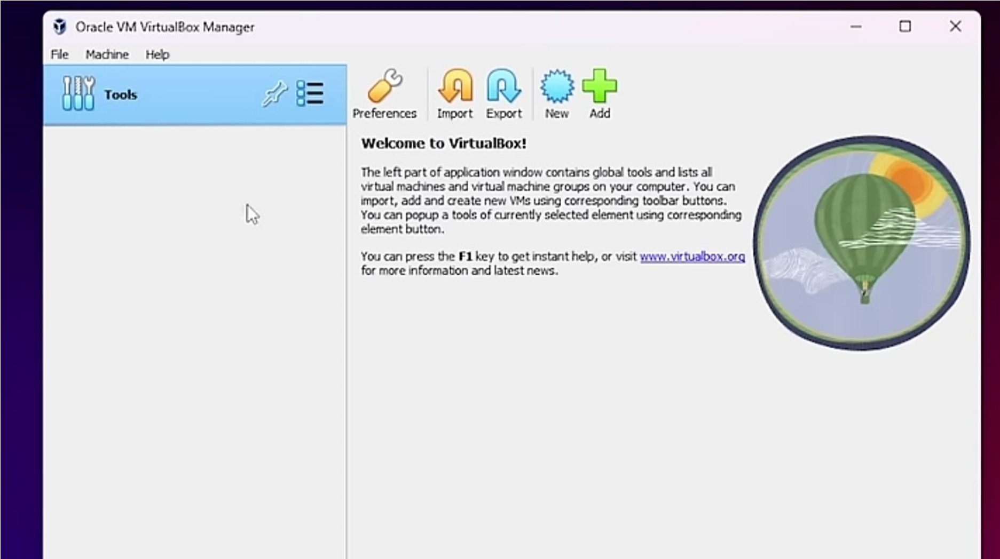 Oracle VM VirtualBox Manager
File Machine Help
Tools
Preferences Import Export New Add
Welcome to VirtualBox!
The left part of application window contains global tools and lists all
virtual machines and virtual machine groups on your computer. You can
import, add and create new VMs using corresponding toolbar buttons.
You can popup a tools of currently selected element using corresponding
element button.
You can press the F1 key to get instant help, or visit www.virtualbox.org
for more information and latest news.